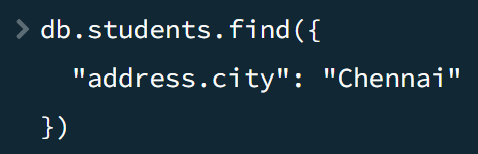 > db.students.find({
"address.city": "Chennai"
})